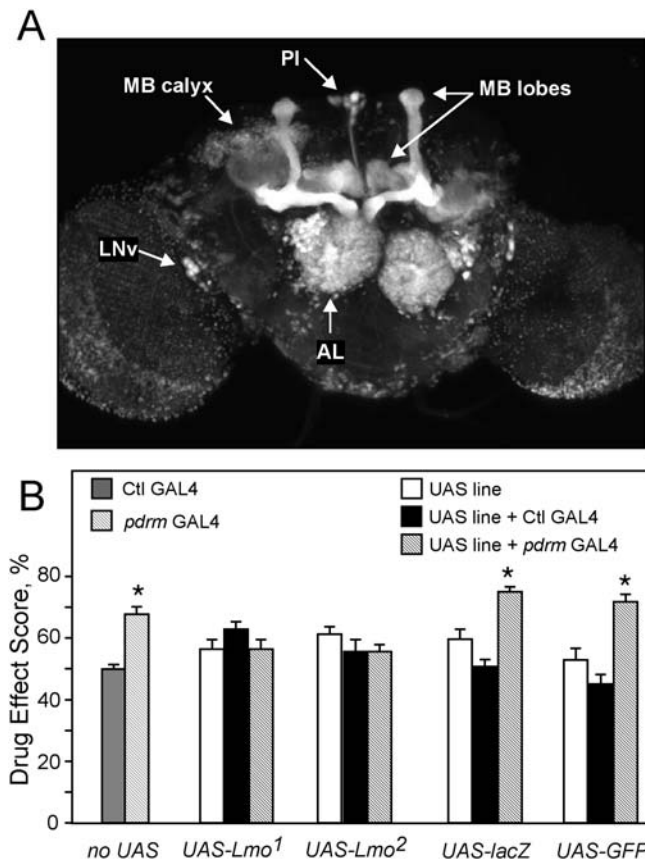 A
PI
MB calyx
MB lobes
LNv
AL
B
Ctl GAL4
pdrm GAL4
UAS line
UAS line + Ctl GAL4
UAS line + pdrm GAL4
Drug Effect Score, %
80
60
40
20
0
*
*
*
no UAS
UAS-Lmo1
UAS-Lmo2
UAS-lacZ
UAS-GFP